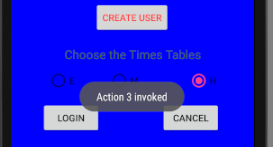 CREATE USER
Choose the Times Tables
Action 3 invoked
LOGIN
CANCEL